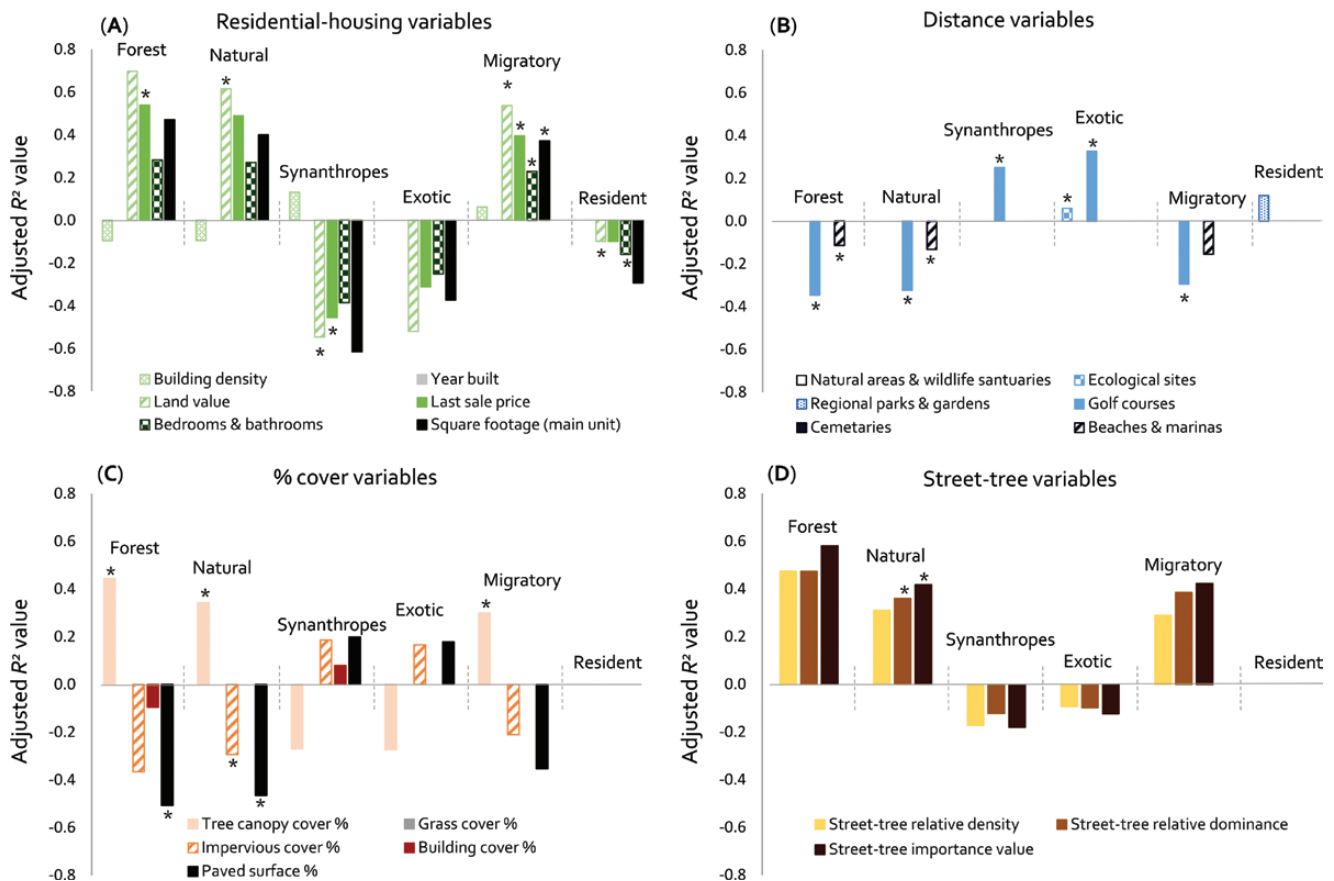 (A) Residential-housing variables
Adjusted R² value
0.8
0.6
0.4
0.2
0.0
-0.2
-0.4
-0.6
-0.8
Forest
Natural
Synanthropes
Exotic
Migratory
Resident
*
*
*
*
*
*
*
*
*
*
Building density
Year built
Land value
Last sale price
Bedrooms & bathrooms
Square footage (main unit)
(B) Distance variables
Adjusted R² value
0.8
0.6
0.4
0.2
0.0
-0.2
-0.4
-0.6
-0.8
Forest
Natural
Synanthropes
Exotic
Migratory
Resident
*
*
*
*
*
*
*
*
Natural areas & wildlife santuaries
Ecological sites
Regional parks & gardens
Golf courses
Cemetaries
Beaches & marinas
(C) % cover variables
Adjusted R² value
0.8
0.6
0.4
0.2
0.0
-0.2
-0.4
-0.6
-0.8
Forest
Natural
Synanthropes
Exotic
Migratory
Resident
*
*
*
*
*
*
Tree canopy cover %
Grass cover %
Impervious cover %
Building cover %
Paved surface %
(D) Street-tree variables
Adjusted R² value
0.8
0.6
0.4
0.2
0.0
-0.2
-0.4
-0.6
-0.8
Forest
Natural
Synanthropes
Exotic
Migratory
Resident
*
*
Street-tree relative density
Street-tree relative dominance
Street-tree importance value